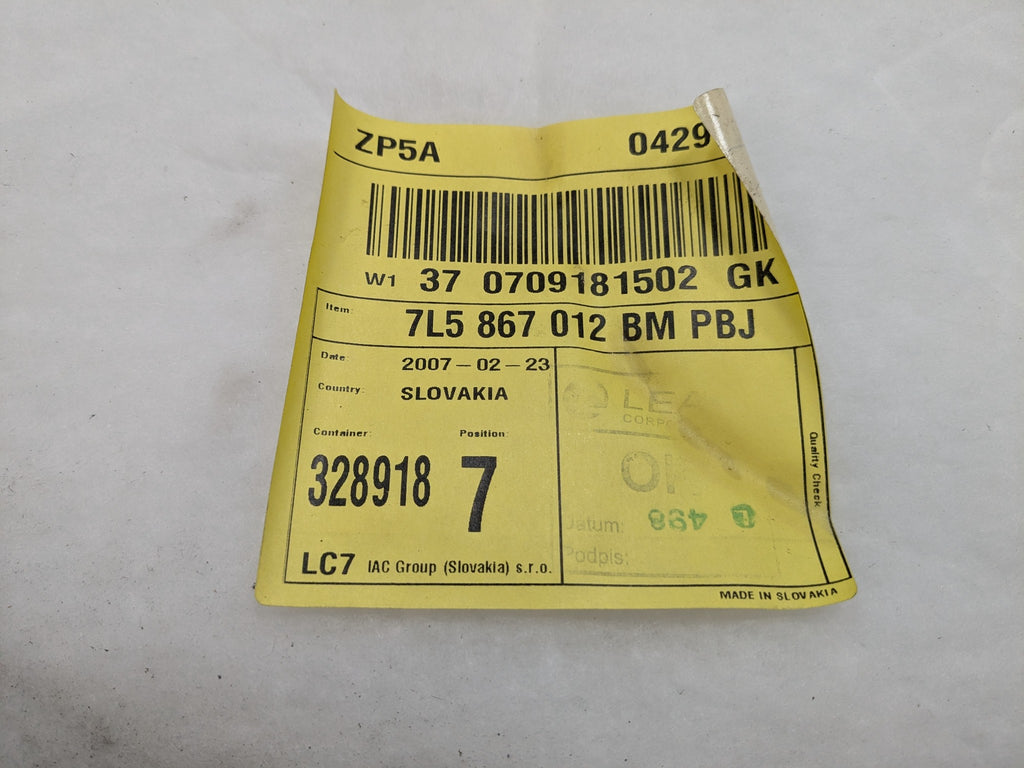 ZP5A 0429
W1 37 0709181502 GK
Item: 7L5 867 012 BM PBJ
Date: 2007-02-23
Country: SLOVAKIA
Container: Position:
328918 7
LC7 IAC Group (Slovakia) s.r.o.
Datum: 498
Podpis:
Quality Check
MADE IN SLOVAKIA